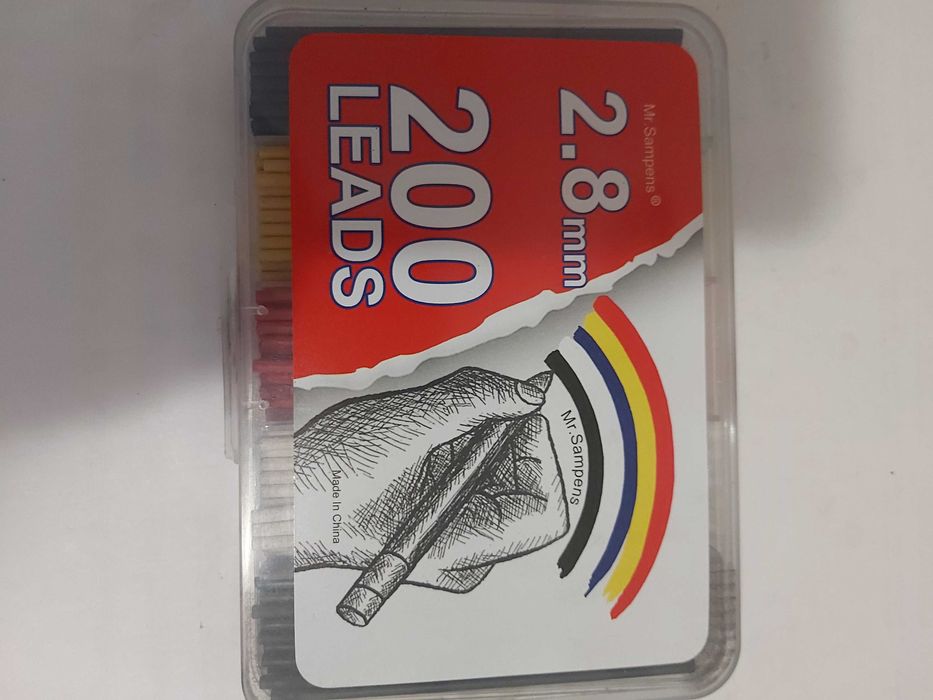 Mr.Sampens®
2.8mm
200
LEADS
Mr.Sampens
Made In China